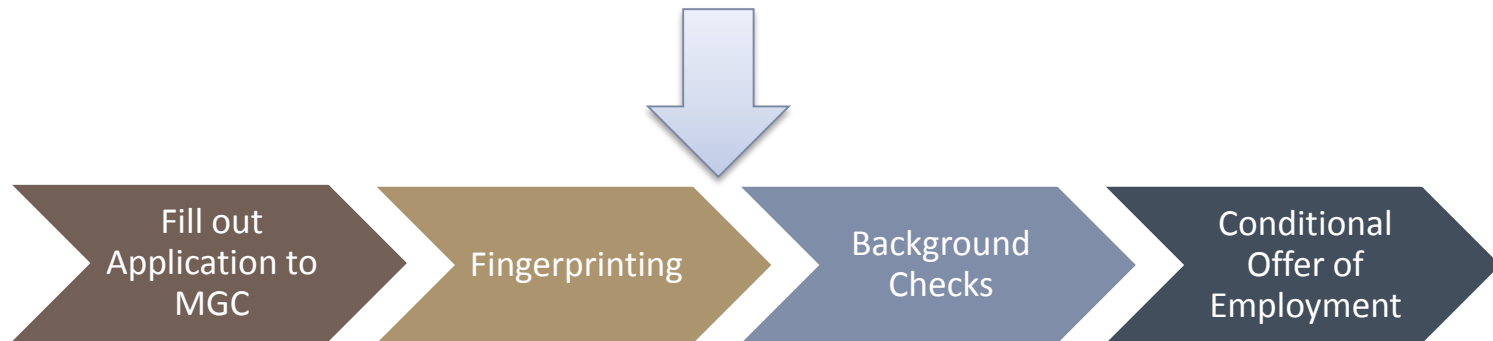 Fill out
Application to
MGC
Fingerprinting
Background
Checks
Conditional
Offer of
Employment